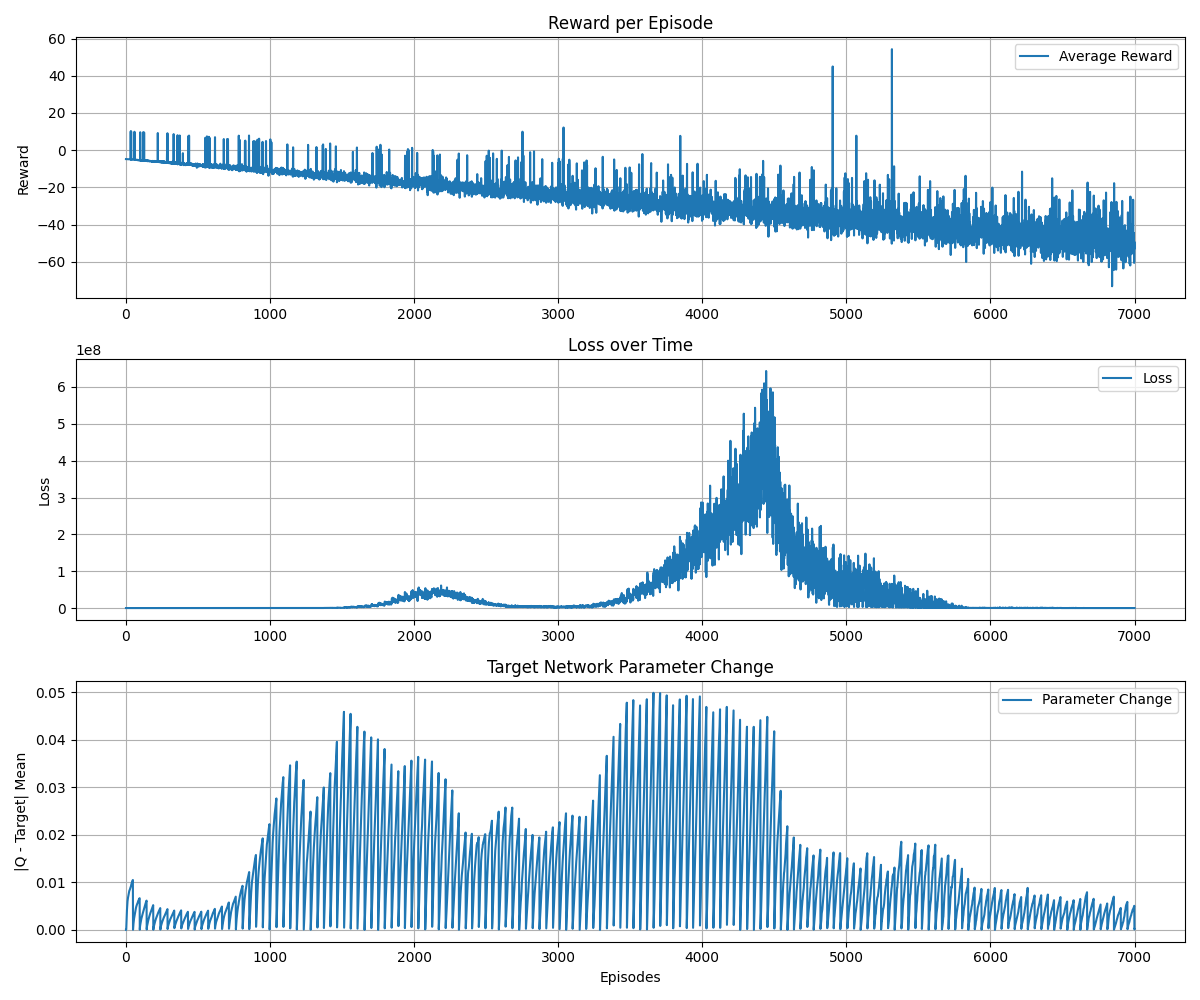 Reward per Episode
60
40
20
0
−20
−40
−60
Reward
Average Reward
0 1000 2000 3000 4000 5000 6000 7000
Loss over Time
1e8
6
5
4
3
2
1
0
Loss
Loss
0 1000 2000 3000 4000 5000 6000 7000
Target Network Parameter Change
0.05
0.04
0.03
0.02
0.01
0.00
|Q - Target| Mean
Parameter Change
0 1000 2000 3000 4000 5000 6000 7000
Episodes